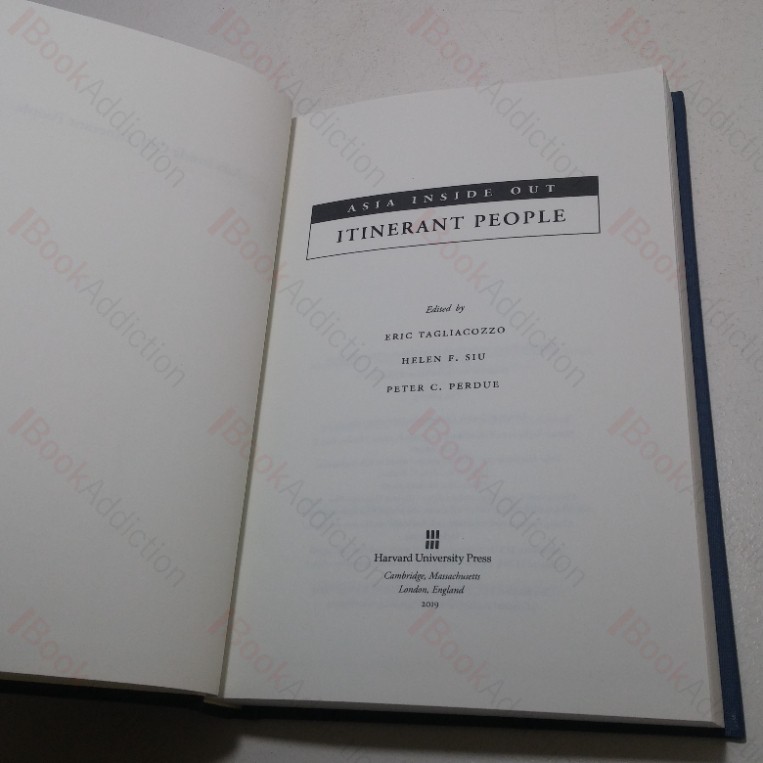 ASIA INSIDE OUT
ITINERANT PEOPLE
Edited by
ERIC TAGLIACOZZO
HELEN F. SIU
PETER C. PERDUE
Harvard University Press
Cambridge, Massachusetts
London, England
2019
BookAddiction